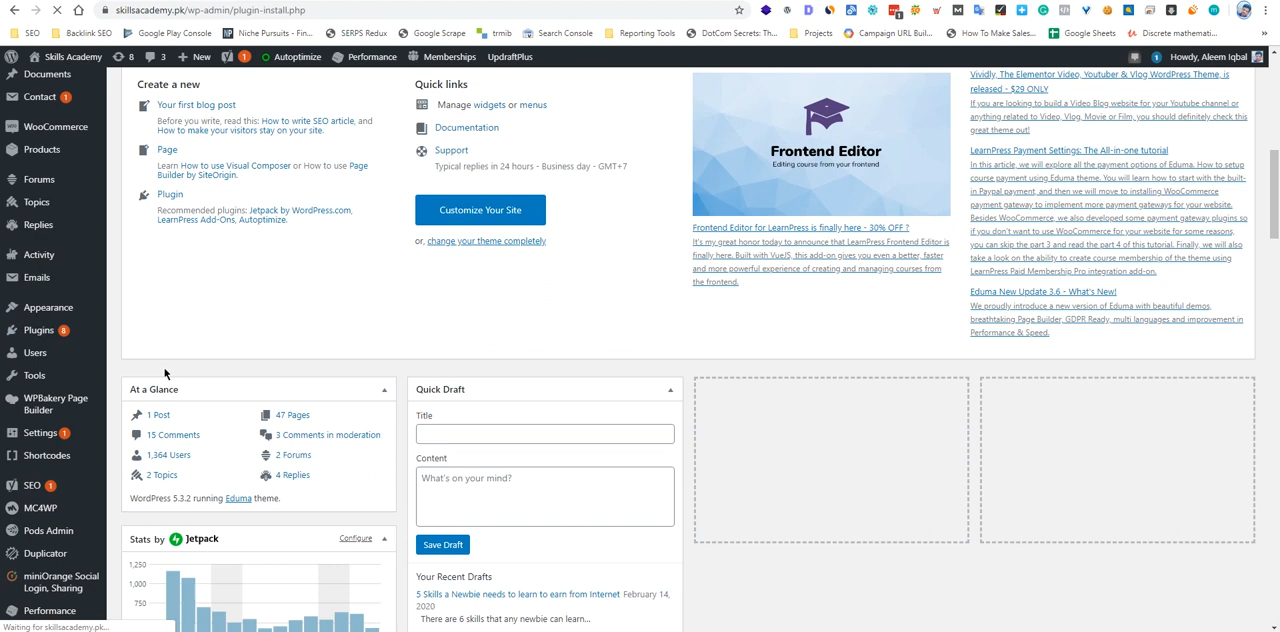 skillsacademy.pk/wp-admin/plugin-install.php
SEO
Backlink SEO
Google Play Console
Niche Pursuits - Fin...
SERPS Redux
Google Scrape
trmib
Search Console
Reporting Tools
DotCom Secrets: Th...
Projects
Campaign URL Buil...
How To Make Sales...
Google Sheets
Discrete mathemati...
»
Skills Academy
8
3
New
1
Autoptimize
Performance
Memberships
UpdraftPlus
1
Howdy, Aleem Iqbal
Documents
Contact 1
WooCommerce
Products
Forums
Topics
Replies
Activity
Emails
Appearance
Plugins 8
Users
Tools
WPBakery Page
Builder
Settings 1
Shortcodes
SEO 1
MC4WP
Pods Admin
Duplicator
miniOrange Social
Login, Sharing
Performance
Waiting for skillsacademy.pk...
Create a new
Your first blog post
Before you write, read this: How to write SEO article, and
How to make your visitors stay on your site.
Page
Learn How to use Visual Composer or How to use Page
Builder by SiteOrigin.
Plugin
Recommended plugins: Jetpack by WordPress.com,
LearnPress Add-Ons, Autoptimize.
Quick links
Manage widgets or menus
Documentation
Support
Typical replies in 24 hours - Business day - GMT+7
Customize Your Site
or, change your theme completely
Frontend Editor
Editing course from your frontend
Frontend Editor for LearnPress is finally here - 30% OFF ?
It's my great honor today to announce that LearnPress Frontend Editor is
finally here. Built with VueJS, this add-on gives you even a better, faster
and more powerful experience of creating and managing courses from
the frontend.
Vividly, The Elementor Video, Youtuber & Vlog WordPress Theme, is
released - $29 ONLY
If you are looking to build a Video Blog website for your Youtube channel or
anything related to Video, Vlog, Movie or Film, you should definitely check this
great theme out!
LearnPress Payment Settings: The All-in-one tutorial
In this article, we will explore all the payment options of Eduma. How to setup
course payment using Eduma theme. You will learn how to start with the built-
in Paypal payment, and then we will move to installing WooCommerce
payment gateway to implement more payment gateways for your website.
Besides WooCommerce, we also developed some payment gateway plugins so
if you don't want to use WooCommerce for your website for some reasons,
you can skip the part 3 and read the part 4 of this tutorial. Finally, we will also
take a look on the ability to create course membership of the theme using
LearnPress Paid Membership Pro integration add-on.
Eduma New Update 3.6 - What's New!
We proudly introduce a new version of Eduma with beautiful demos,
breathtaking Page Builder, GDPR Ready, multi languages and improvement in
Performance & Speed.
At a Glance
1 Post
47 Pages
15 Comments
3 Comments in moderation
1,364 Users
2 Forums
2 Topics
4 Replies
WordPress 5.3.2 running Eduma theme.
Stats by Jetpack
Configure
1,250
1,000
750
Quick Draft
Title
Content
What's on your mind?
Save Draft
Your Recent Drafts
5 Skills a Newbie needs to learn to earn from Internet February 14,
2020
There are 6 skills that any newbie can learn...